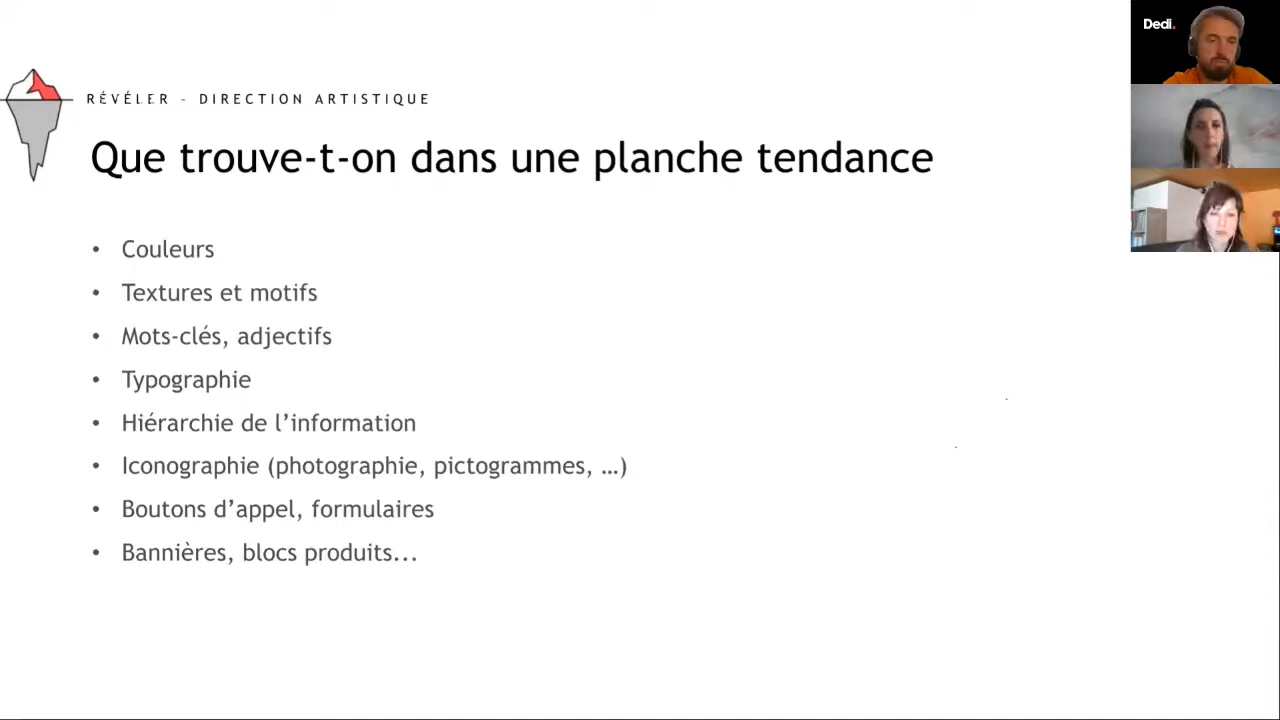 Dedi.
RÉVÉLER - DIRECTION ARTISTIQUE
Que trouve-t-on dans une planche tendance
• Couleurs
• Textures et motifs
• Mots-clés, adjectifs
• Typographie
• Hiérarchie de l’information
• Iconographie (photographie, pictogrammes, …)
• Boutons d’appel, formulaires
• Bannières, blocs produits...